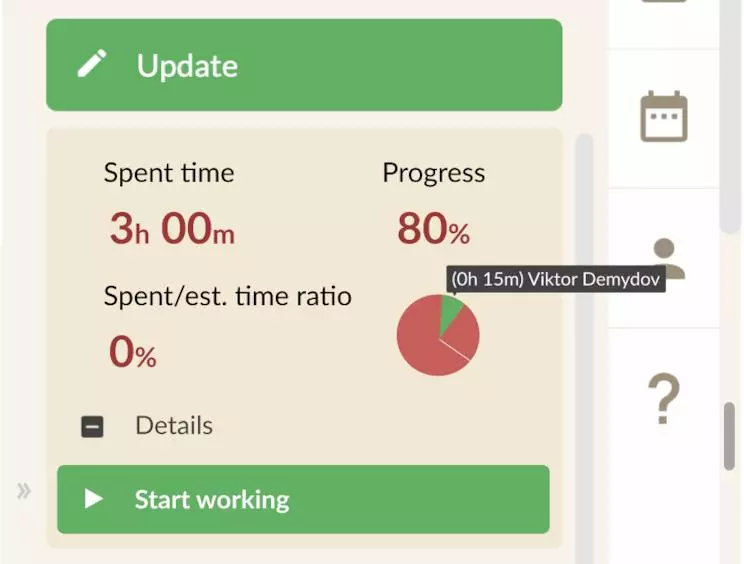 Update
Spent time
Progress
3h 00m
80%
(0h 15m) Viktor Demydov
Spent/est. time ratio
0%
Details
Start working